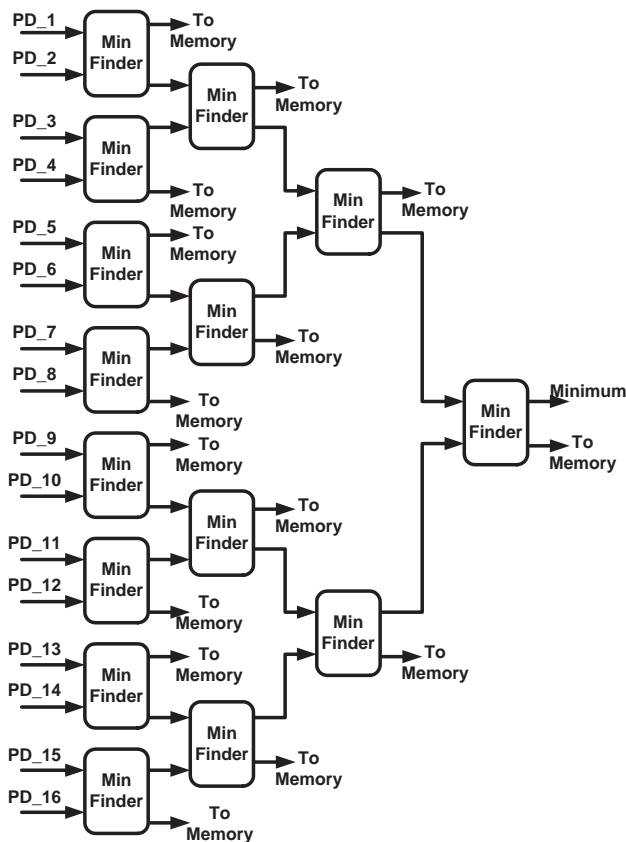 PD_1
PD_2
Min
Finder
To
Memory
PD_3
PD_4
Min
Finder
To
Memory
Min
Finder
To
Memory
PD_5
PD_6
Min
Finder
To
Memory
PD_7
PD_8
Min
Finder
To
Memory
Min
Finder
To
Memory
Min
Finder
To
Memory
PD_9
PD_10
Min
Finder
To
Memory
PD_11
PD_12
Min
Finder
To
Memory
Min
Finder
To
Memory
PD_13
PD_14
Min
Finder
To
Memory
PD_15
PD_16
Min
Finder
To
Memory
Min
Finder
To
Memory
Min
Finder
To
Memory
Min
Finder
Minimum
To
Memory